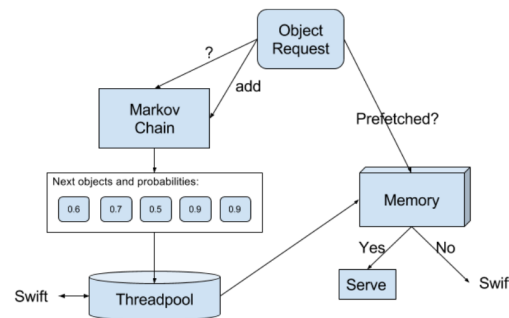 Object
Request
?
add
Markov
Chain
Prefetched?
Next objects and probabilities:
0.6 0.7 0.5 0.9 0.9
Memory
Yes
No
Swift
Threadpool
Serve
Swif